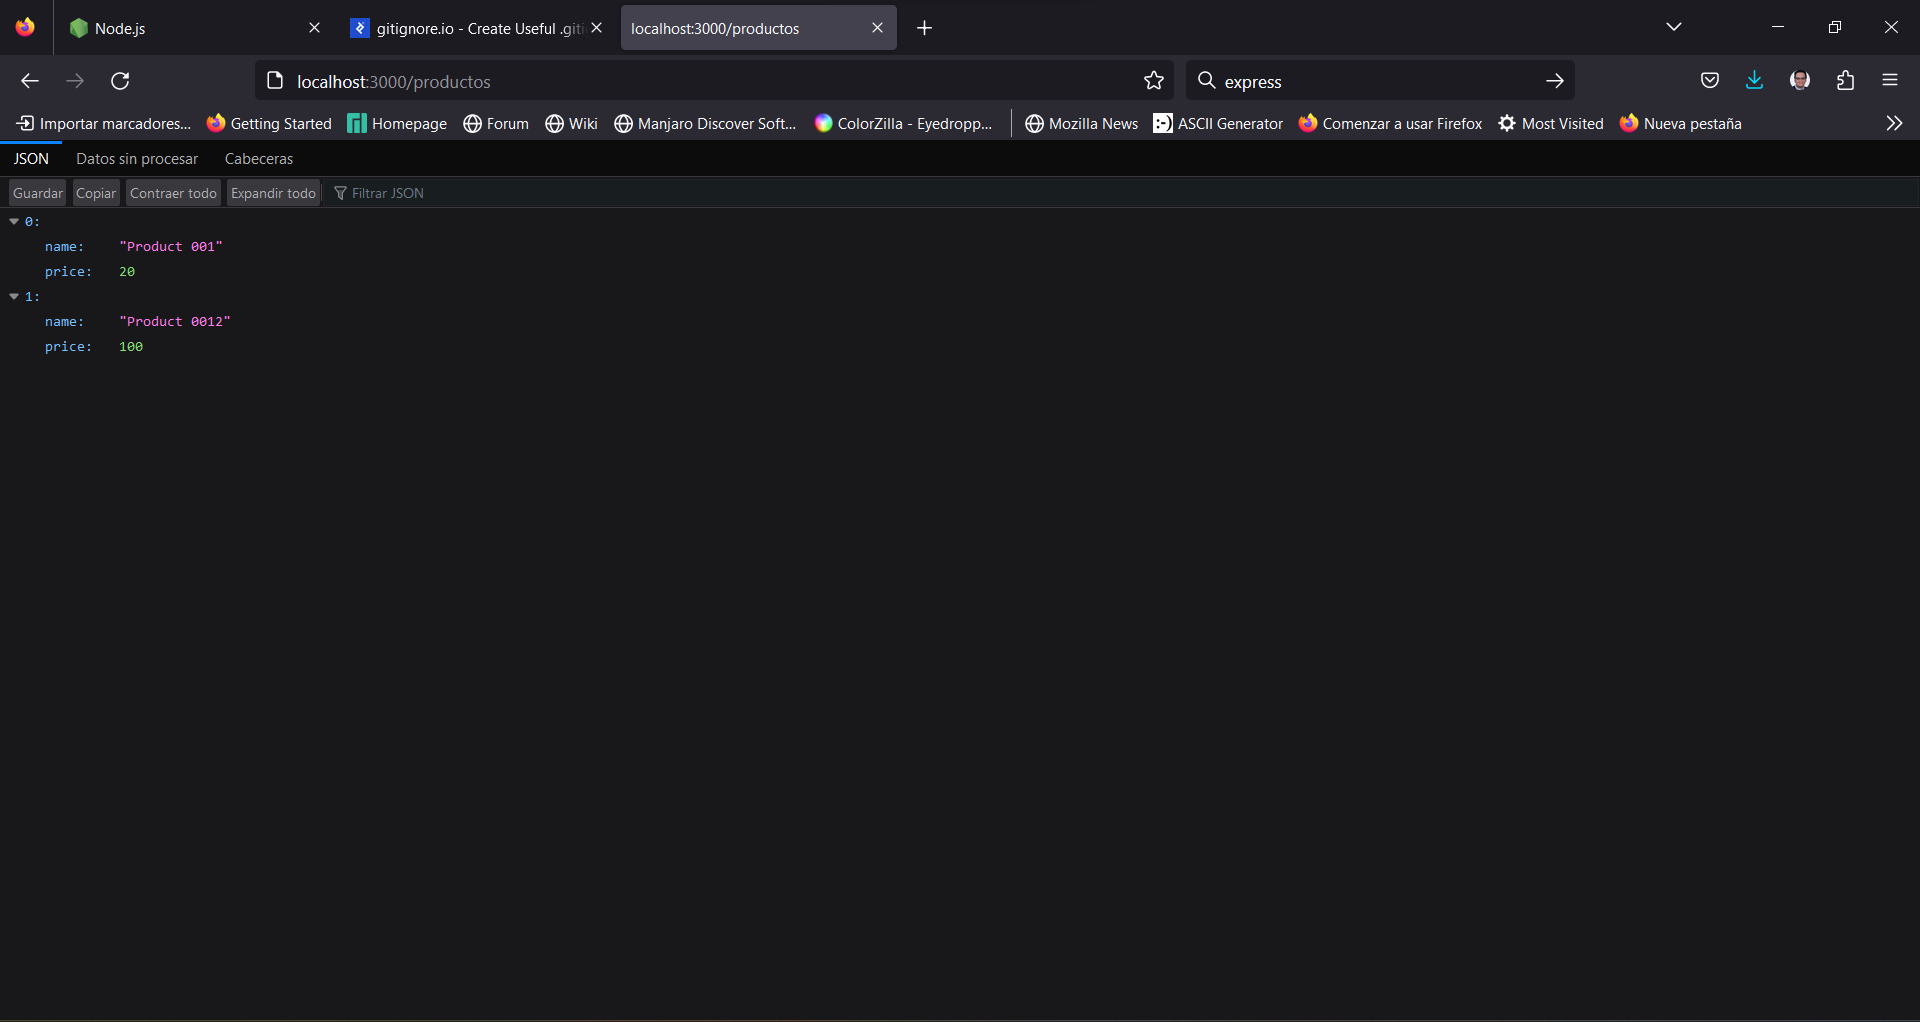 Node.js
gitignore.io - Create Useful .giti
localhost:3000/productos
localhost:3000/productos
express
Importar marcadores...
Getting Started
Homepage
Forum
Wiki
Manjaro Discover Soft...
ColorZilla - Eyedropp...
Mozilla News
ASCII Generator
Comenzar a usar Firefox
Most Visited
Nueva pestaña
JSON
Datos sin procesar
Cabeceras
Guardar
Copiar
Contraer todo
Expandir todo
Filtrar JSON
0:
name: "Product 001"
price: 20
1:
name: "Product 0012"
price: 100